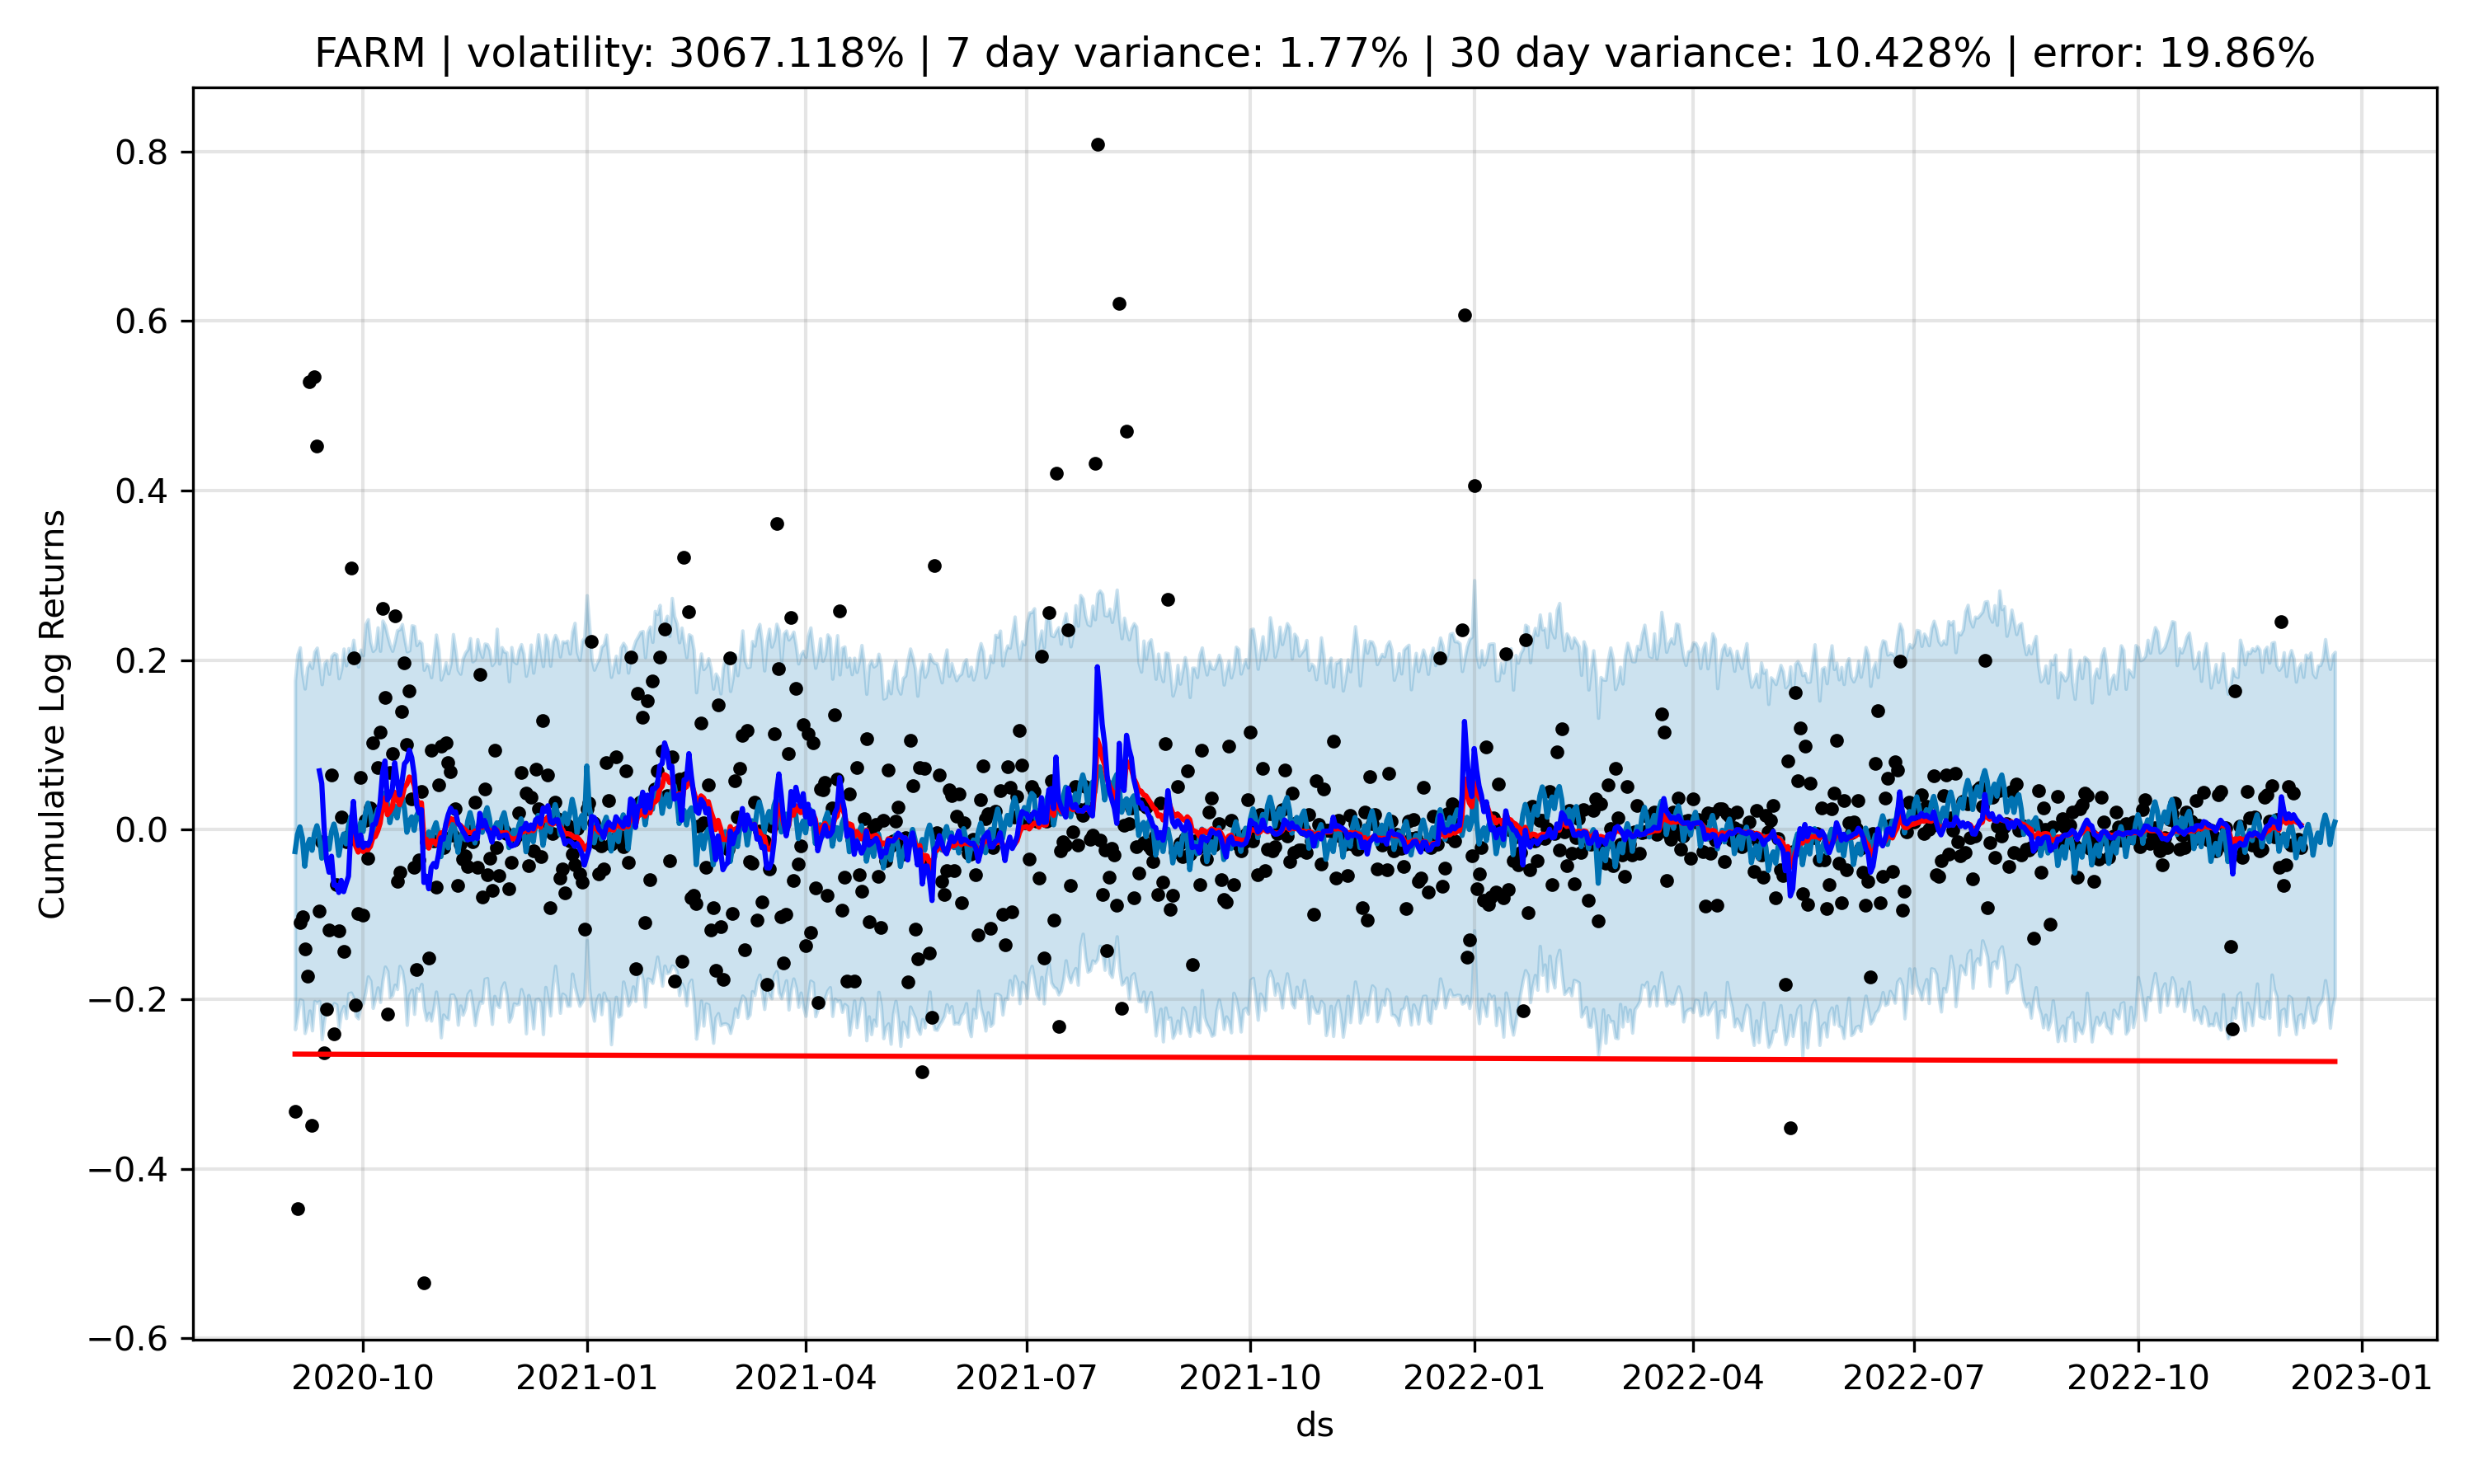 FARM | volatility: 3067.118% | 7 day variance: 1.77% | 30 day variance: 10.428% | error: 19.86%
Cumulative Log Returns
0.8
0.6
0.4
0.2
0.0
−0.2
−0.4
−0.6
2020-10 2021-01 2021-04 2021-07 2021-10 2022-01 2022-04 2022-07 2022-10 2023-01
ds